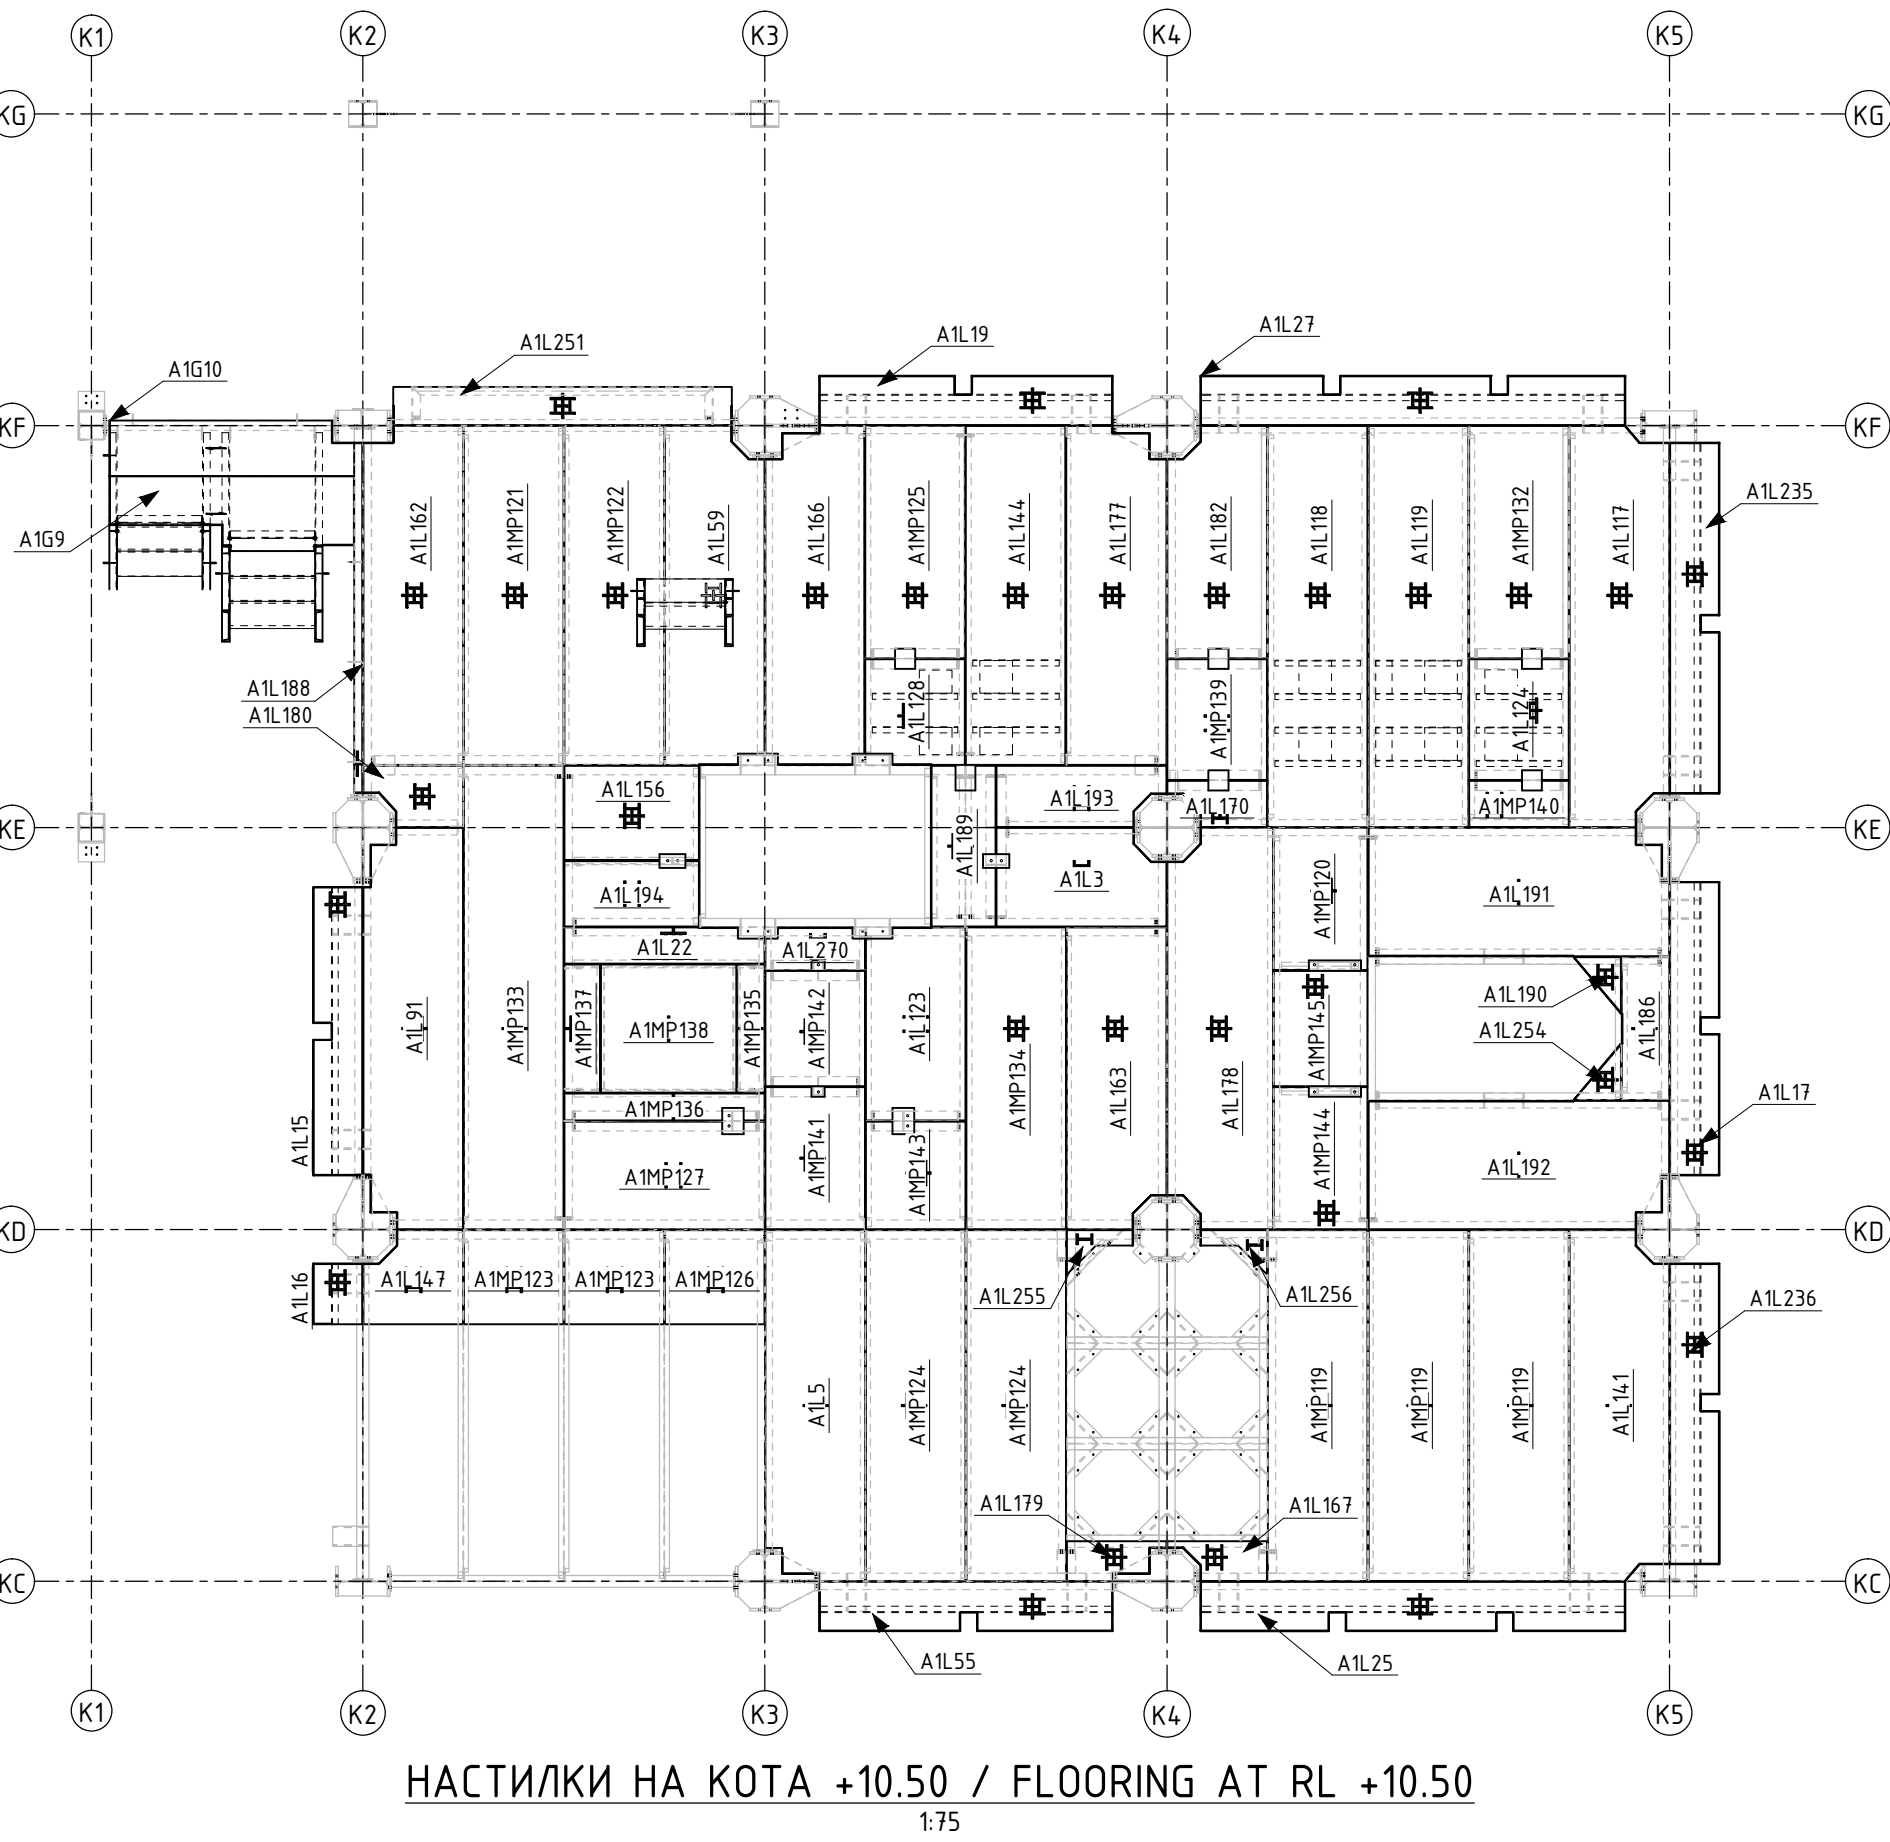 K1 K2 K3 K4 K5
KG KG
A1L27
A1L19
A1L251
A1G10
KF KF
A1L235
A1L162 A1MP121 A1MP122 A1L59 A1L166 A1MP125 A1L144 A1L177 A1L182 A1L118 A1L119 A1MP132 A1L117
A1G9
A1L188
A1L180
A1L128 A1MP139 A1L124
A1L156 A1L193 A1L170 A1MP140
KE KE
A1L189
A1L194 A1L3 A1MP120 A1L191
A1L22 A1L270
A1L190
A1L91 A1MP133 A1MP137 A1MP138 A1MP135 A1MP142 A1L123 A1MP145 A1L186
A1L254
A1MP134 A1L163 A1L178
A1L17
A1MP136
A1L15
A1MP127 A1MP141 A1MP143 A1MP144 A1L192
KD KD
A1L16 A1L147 A1MP123 A1MP123 A1MP126
A1L255 A1L256 A1L236
A1L5 A1MP124 A1MP124 A1MP119 A1MP119 A1MP119 A1L141
A1L179 A1L167
KC KC
A1L55 A1L25
K1 K2 K3 K4 K5
НАСТИЛКИ НА КОТА +10.50 / FLOORING AT RL +10.50
1:75